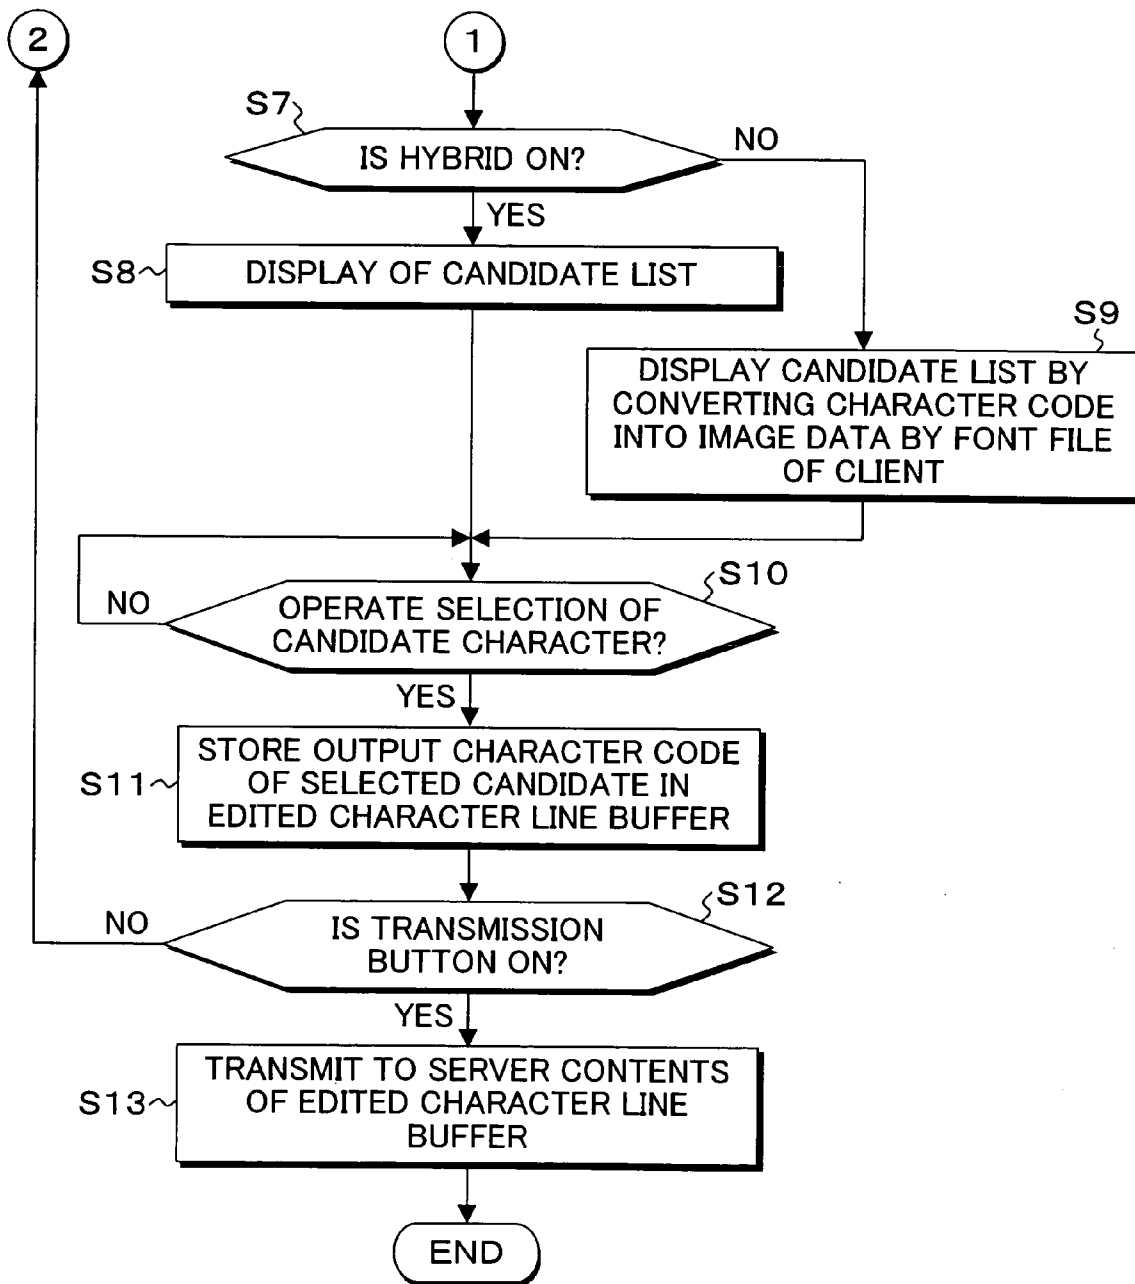 2
1
S7
IS HYBRID ON?
NO
YES
S8
DISPLAY OF CANDIDATE LIST
S9
DISPLAY CANDIDATE LIST BY
CONVERTING CHARACTER CODE
INTO IMAGE DATA BY FONT FILE
OF CLIENT
S10
NO
OPERATE SELECTION OF
CANDIDATE CHARACTER?
YES
S11
STORE OUTPUT CHARACTER CODE
OF SELECTED CANDIDATE IN
EDITED CHARACTER LINE BUFFER
S12
NO
IS TRANSMISSION
BUTTON ON?
YES
S13
TRANSMIT TO SERVER CONTENTS
OF EDITED CHARACTER LINE
BUFFER
END